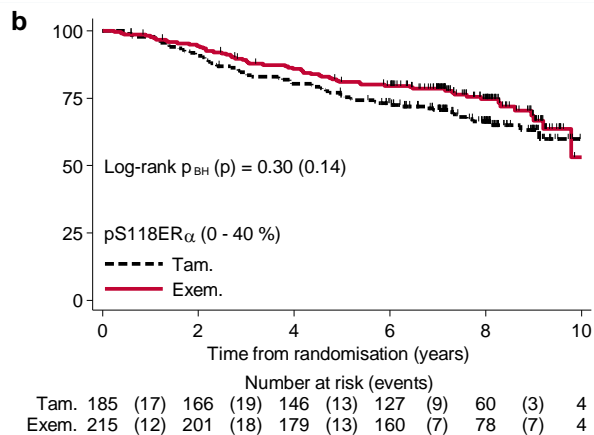 b
100
75
50
25
0
Log-rank pBH (p) = 0.30 (0.14)
pS118ERα (0 - 40 %)
Tam.
Exem.
0 2 4 6 8 10
Time from randomisation (years)
Number at risk (events)
Tam. 185 (17) 166 (19) 146 (13) 127 (9) 60 (3) 4
Exem. 215 (12) 201 (18) 179 (13) 160 (7) 78 (7) 4